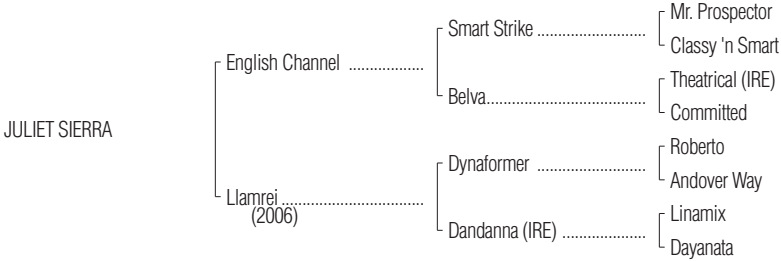 Mr. Prospector
Smart Strike ..........................
Classy 'n Smart
English Channel ..................
Theatrical (IRE)
Belva.......................................
Committed
JULIET SIERRA
Roberto
Dynaformer ..........................
Andover Way
Llamrei ..................................
(2006)
Linamix
Dandanna (IRE) ....................
Dayanata